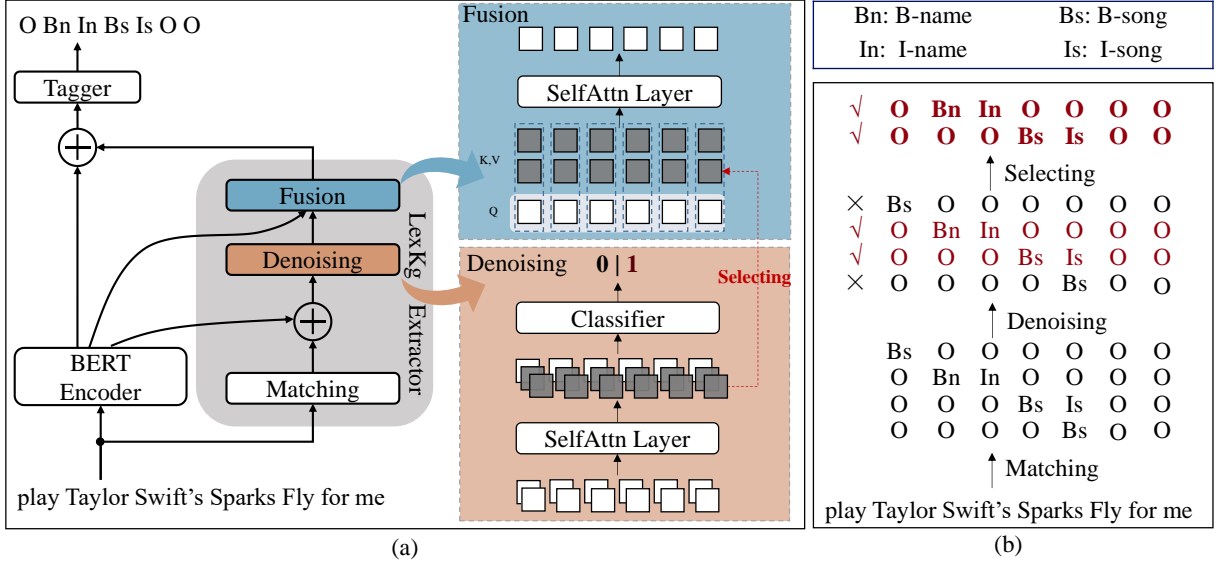 O Bn In Bs Is O O
Tagger
Fusion
Denoising
LexKg Extractor
BERT
Encoder
Matching
play Taylor Swift's Sparks Fly for me
Fusion
SelfAttn Layer
K,V
Q
Denoising 0 | 1
Selecting
Classifier
SelfAttn Layer
(a)
Bn: B-name Bs: B-song
In: I-name Is: I-song
√ O Bn In O O O O
√ O O O Bs Is O O
Selecting
× Bs O O O O O O
√ O Bn In O O O O
√ O O O Bs Is O O
× O O O O Bs O O
Denoising
Bs O O O O O O
O Bn In O O O O
O O O Bs Is O O
O O O O Bs O O
Matching
play Taylor Swift's Sparks Fly for me
(b)